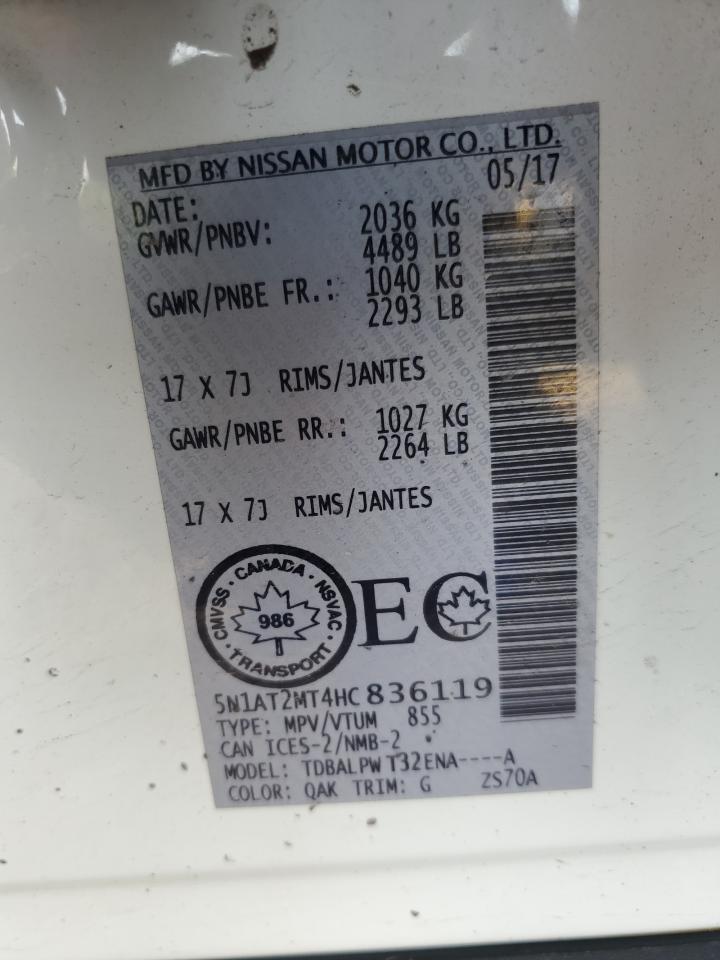 MFD BY NISSAN MOTOR CO., LTD.
DATE: 05/17
GVWR/PNBV: 2036 KG
4489 LB
GAWR/PNBE FR.: 1040 KG
2293 LB
17 X 7J RIMS/JANTES
GAWR/PNBE RR.: 1027 KG
2264 LB
17 X 7J RIMS/JANTES
CMVSS · CANADA · NSVAC · TRANSPORT
986
EC
5N1AT2MT4HC836119
TYPE: MPV/VTUM 855
CAN ICES-2/NMB-2
MODEL: TDBALPW T32ENA----A
COLOR: QAK TRIM: G ZS70A